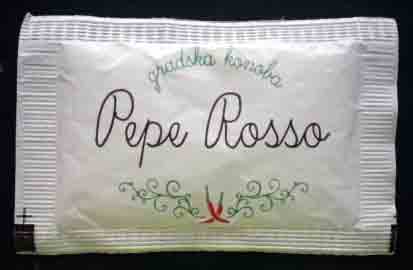 gradska konoba
Pepe Rosso